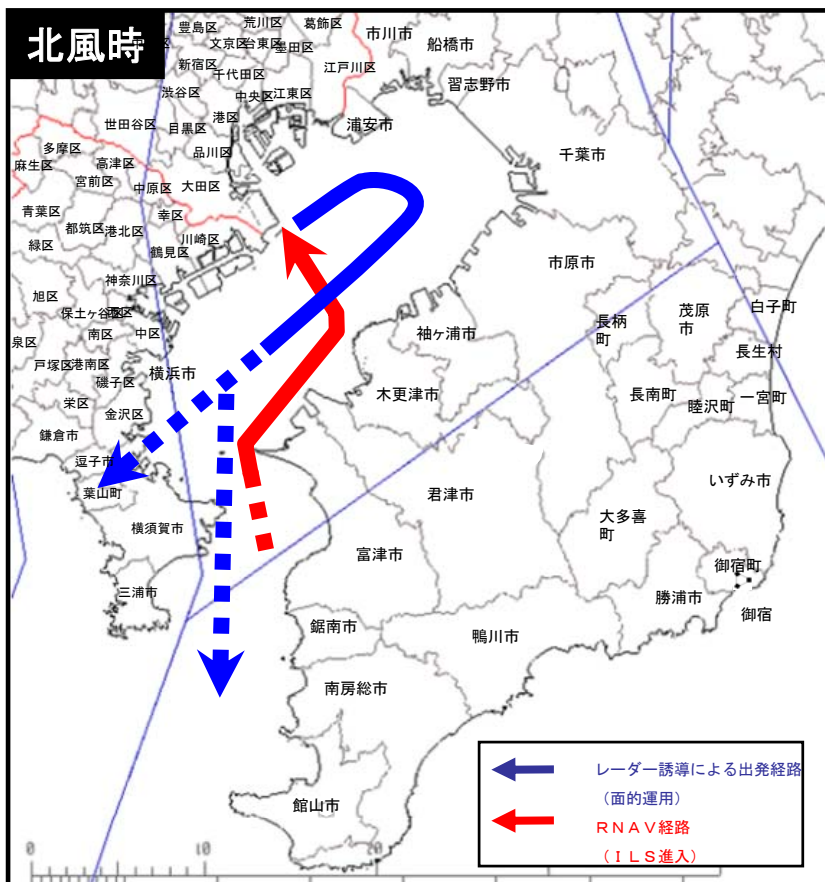 北風時
豊島区
荒川区
葛飾区
市川市
船橋市
文京区
台東区
墨田区
新宿区
千代田区
江戸川区
習志野市
渋谷区
中央区
江東区
港区
浦安市
世田谷区
目黒区
品川区
千葉市
多摩区
麻生区
高津区
宮前区
中原区
大田区
青葉区
都筑区
港北区
幸区
川崎区
緑区
鶴見区
市原市
神奈川区
旭区
保土ヶ谷区
西区
中区
袖ヶ浦市
長柄町
茂原市
白子町
泉区
南区
戸塚区
港南区
横浜市
長生村
磯子区
木更津市
長南町
睦沢町
一宮町
栄区
金沢区
鎌倉市
逗子市
葉山町
君津市
いずみ市
横須賀市
大多喜町
富津市
御宿町
三浦市
勝浦市
御宿
鋸南市
鴨川市
南房総市
館山市
レーダー誘導による出発経路
（面的運用）
ＲＮＡＶ経路
（ＩＬＳ進入）
0
10
20